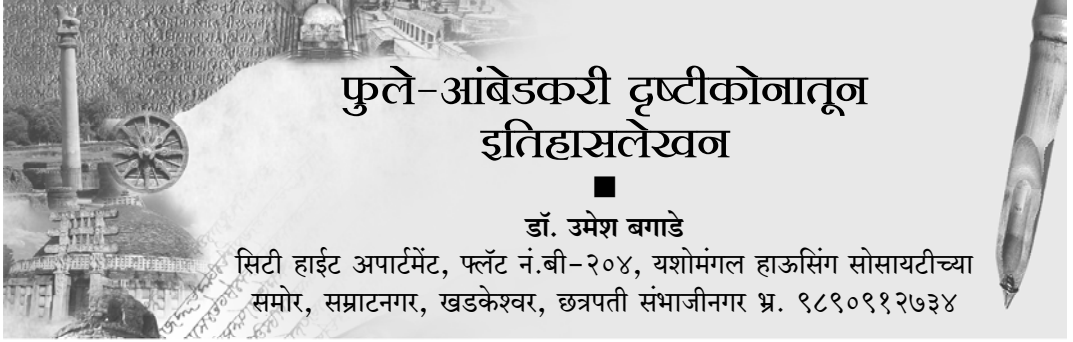 फुले-आंबेडकरी दृष्टीकोनातून
इतिहासलेखन
डॉ. उमेश बगाडे
सिटी हाईट अपार्टमेंट, फ्लॅट नं.बी-२०४, यशोमंगल हाऊसिंग सोसायटीच्या
समोर, सम्राटनगर, खडकेश्वर, छत्रपती संभाजीनगर भ्र. ९८९०९१२७३४